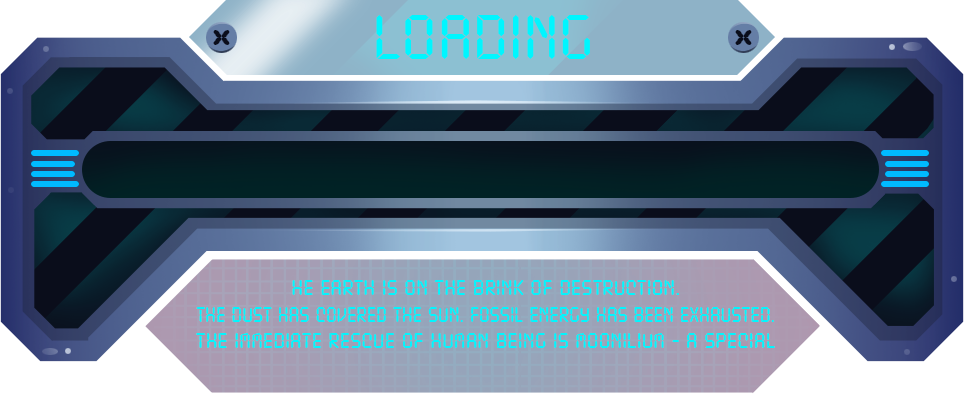 LOADING
HE EARTH IS ON THE BRINK OF DESTRUCTION.
THE DUST HAS COVERED THE SUN. FOSSIL ENERGY HAS BEEN EXHAUSTED.
THE IMMEDIATE RESCUE OF HUMAN BEING IS MOONILIUM - A SPECIAL